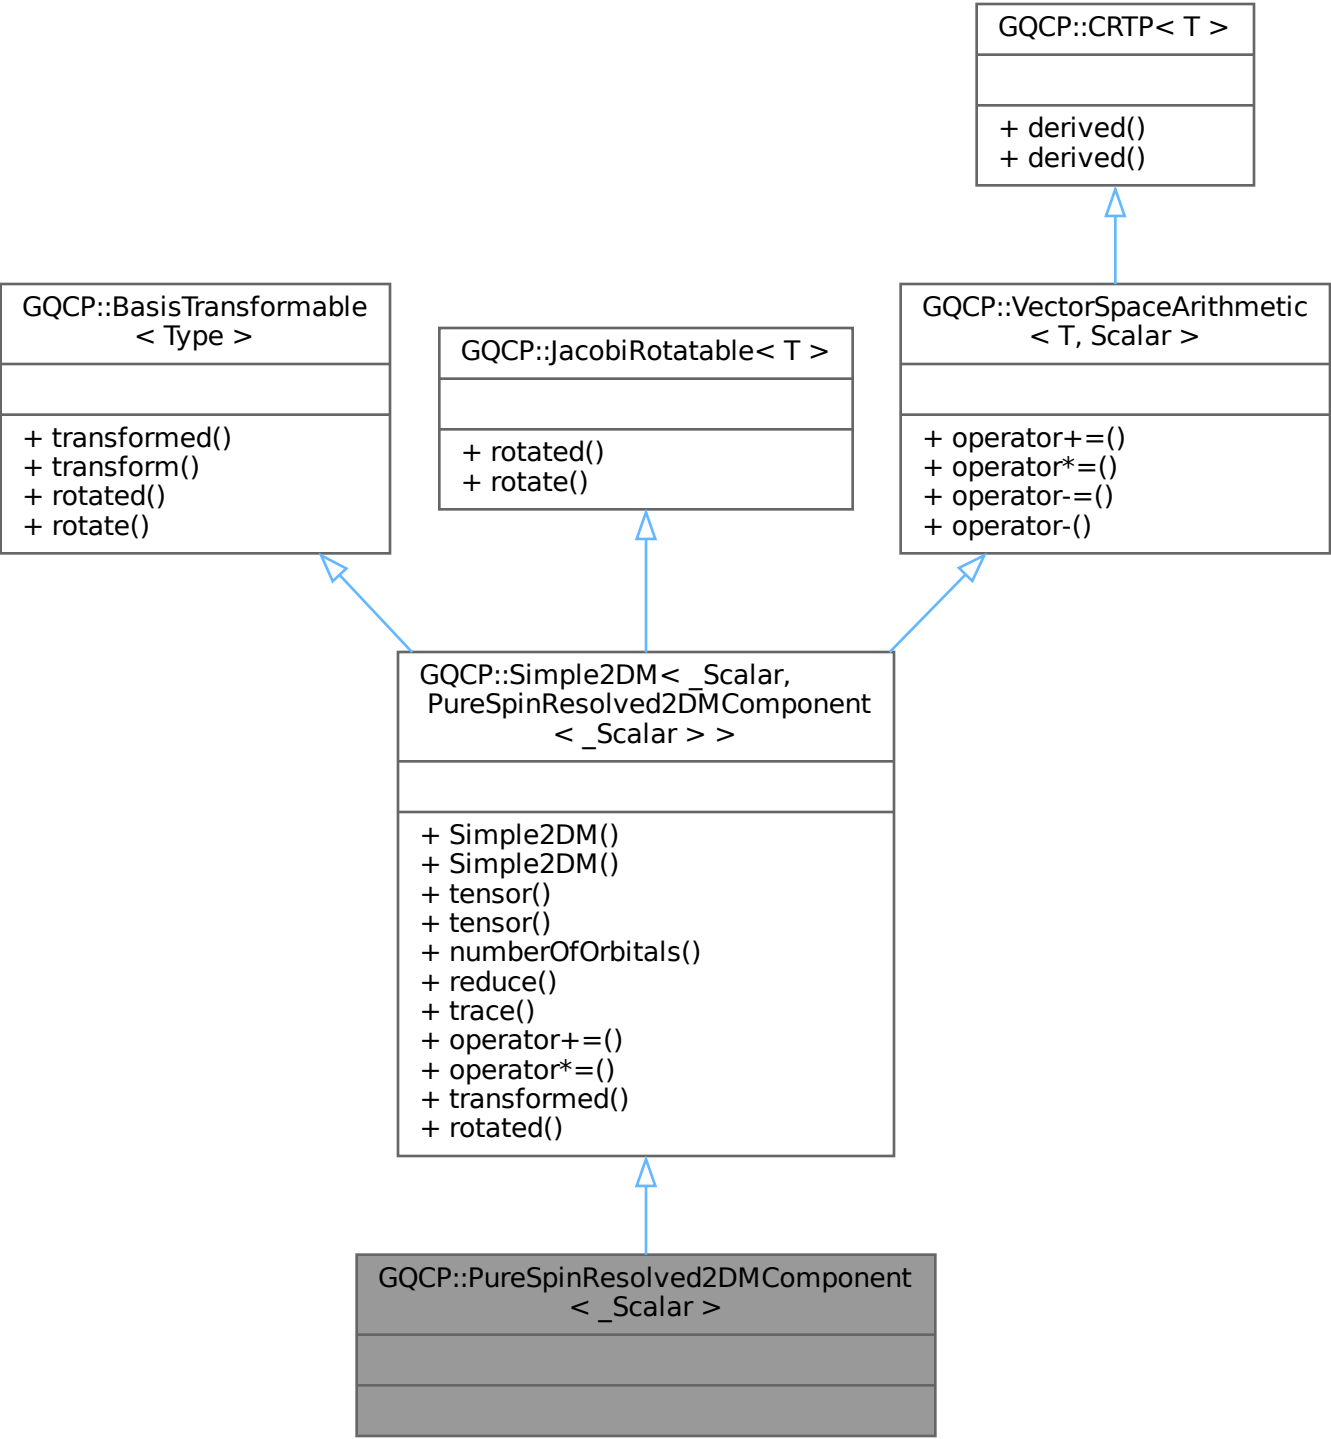 GQCP::CRTP< T >
+ derived()
+ derived()
GQCP::BasisTransformable
< Type >
+ transformed()
+ transform()
+ rotated()
+ rotate()
GQCP::JacobiRotatable< T >
+ rotated()
+ rotate()
GQCP::VectorSpaceArithmetic
< T, Scalar >
+ operator+=()
+ operator*=()
+ operator-=()
+ operator-()
GQCP::Simple2DM< _Scalar,
PureSpinResolved2DMComponent
< _Scalar > >
+ Simple2DM()
+ Simple2DM()
+ tensor()
+ tensor()
+ numberOfOrbitals()
+ reduce()
+ trace()
+ operator+=()
+ operator*=()
+ transformed()
+ rotated()
GQCP::PureSpinResolved2DMComponent
< _Scalar >